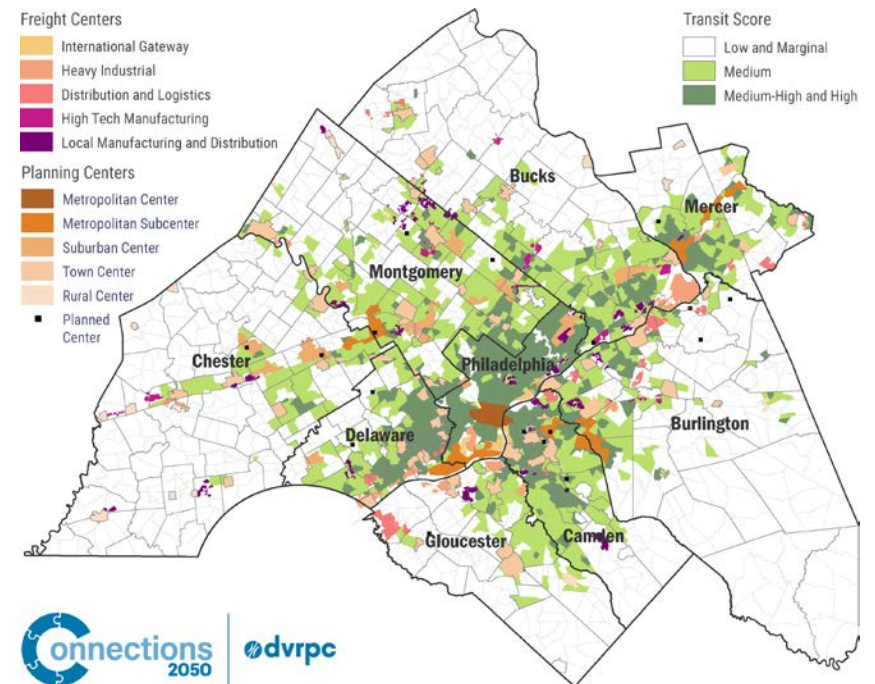 Freight Centers
International Gateway
Heavy Industrial
Distribution and Logistics
High Tech Manufacturing
Local Manufacturing and Distribution
Planning Centers
Metropolitan Center
Metropolitan Subcenter
Suburban Center
Town Center
Rural Center
Planned
Center
Transit Score
Low and Marginal
Medium
Medium-High and High
Bucks
Mercer
Montgomery
Chester
Philadelphia
Delaware
Burlington
Gloucester
Camden
Connections
2050
dvrpc